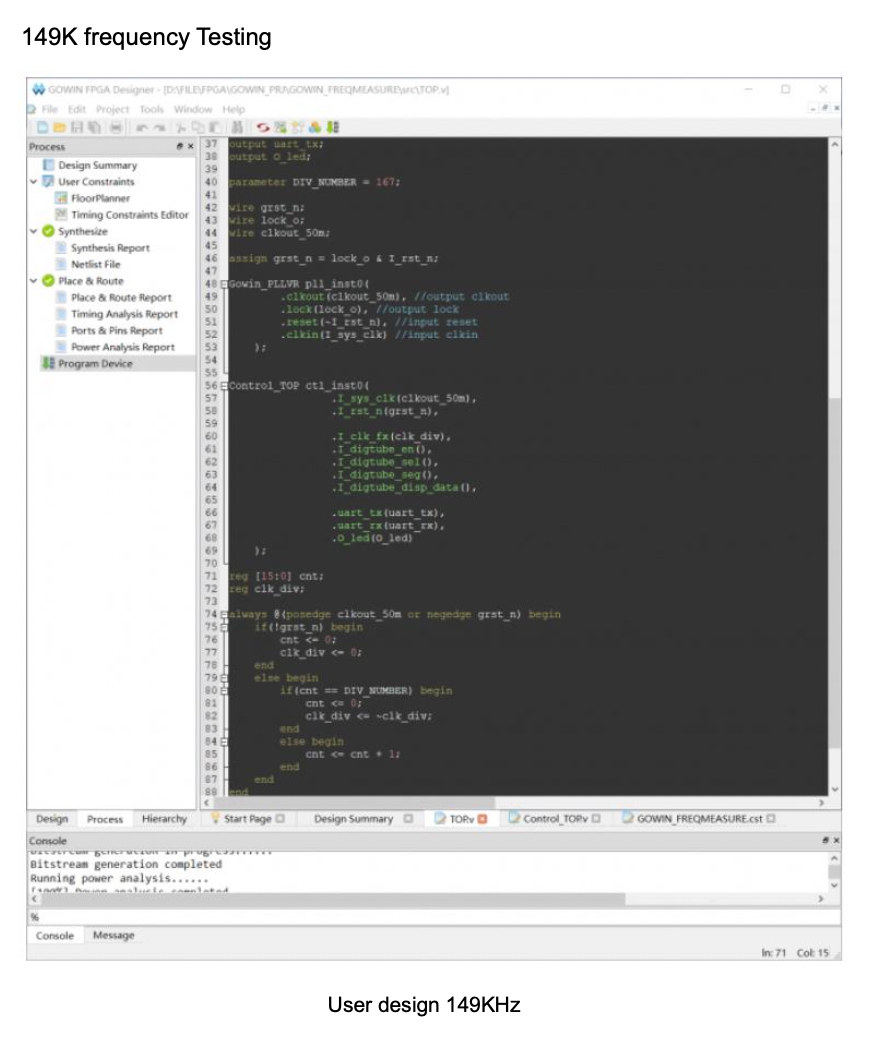 149K frequency Testing
GOWIN FPGA Designer - [D:\FILE\FPGA\GOWIN_PRJ\GOWIN_FREQMEASURE\src\TOP.v]
File Edit Project Tools Window Help
Process
Design Summary
User Constraints
FloorPlanner
Timing Constraints Editor
Synthesize
Synthesis Report
Netlist File
Place & Route
Place & Route Report
Timing Analysis Report
Ports & Pins Report
Power Analysis Report
Program Device
37 output uart_tx;
38 output O_led;
39
40 parameter DIV_NUMBER = 167;
41
42 wire grst_n;
43 wire lock_o;
44 wire clkout_50m;
45
46 assign grst_n = lock_o & I_rst_n;
47
48 Gowin_PLLVR pll_inst0(
49 .clkout(clkout_50m), //output clkout
50 .lock(lock_o), //output lock
51 .reset(~I_rst_n), //input reset
52 .clkin(I_sys_clk) //input clkin
53 );
54
55
56 Control_TOP ctl_inst0(
57 .I_sys_clk(clkout_50m),
58 .I_rst_n(grst_n),
59
60 .I_clk_fx(clk_div),
61 .I_digtube_en(),
62 .I_digtube_sel(),
63 .I_digtube_seg(),
64 .I_digtube_disp_data(),
65
66 .uart_tx(uart_tx),
67 .uart_rx(uart_rx),
68 .O_led(O_led)
69 );
70
71 reg [15:0] cnt;
72 reg clk_div;
73
74 always @(posedge clkout_50m or negedge grst_n) begin
75 if(!grst_n) begin
76 cnt <= 0;
77 clk_div <= 0;
78 end
79 else begin
80 if(cnt == DIV_NUMBER) begin
81 cnt <= 0;
82 clk_div <= ~clk_div;
83 end
84 else begin
85 cnt <= cnt + 1;
86 end
87 end
88 end
Design Process Hierarchy
Start Page Design Summary TOP.v Control_TOP.v GOWIN_FREQMEASURE.cst
Console
Bitstream generation in progress......
Bitstream generation completed
Running power analysis......
[100%] Power analysis completed
%
Console Message
ln: 71 Col: 15
User design 149KHz